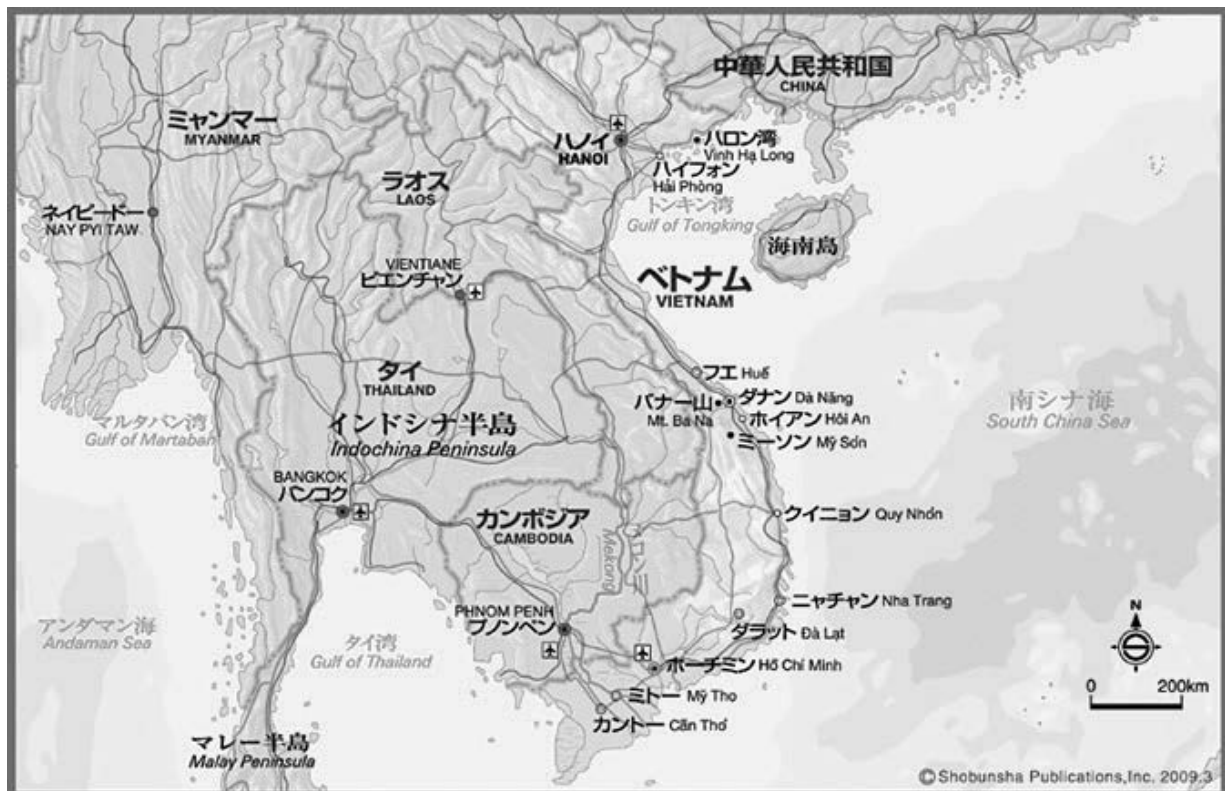 中華人民共和国
CHINA
ミャンマー
MYANMAR
ハノイ
HANOI
ハロン湾
Vinh Hạ Long
ハイフォン
Hải Phòng
ラオス
LAOS
トンキン湾
Gulf of Tongking
ネイピードー
NAY PYI TAW
海南島
VIENTIANE
ビエンチャン
ベトナム
VIETNAM
タイ
THAILAND
フエ Huế
バナー山
Mt. Bá Na
ダナン Dà Năng
ホイアン Hôi An
ミーソン Mỹ Sơn
マルタバン湾
Gulf of Martaban
インドシナ半島
Indochina Peninsula
南シナ海
South China Sea
BANGKOK
バンコク
カンボジア
CAMBODIA
クイニョン Quy Nhơn
メコン川
Mekong
PHNOM PENH
プノンペン
ニャチャン Nha Trang
ダラット Đà Lạt
アンダマン海
Andaman Sea
タイ湾
Gulf of Thailand
ホーチミン Hồ Chí Minh
N
0 200km
ミトー Mỹ Tho
カントー Cần Thơ
マレー半島
Malay Peninsula
©Shobunsha Publications,Inc. 2009.3